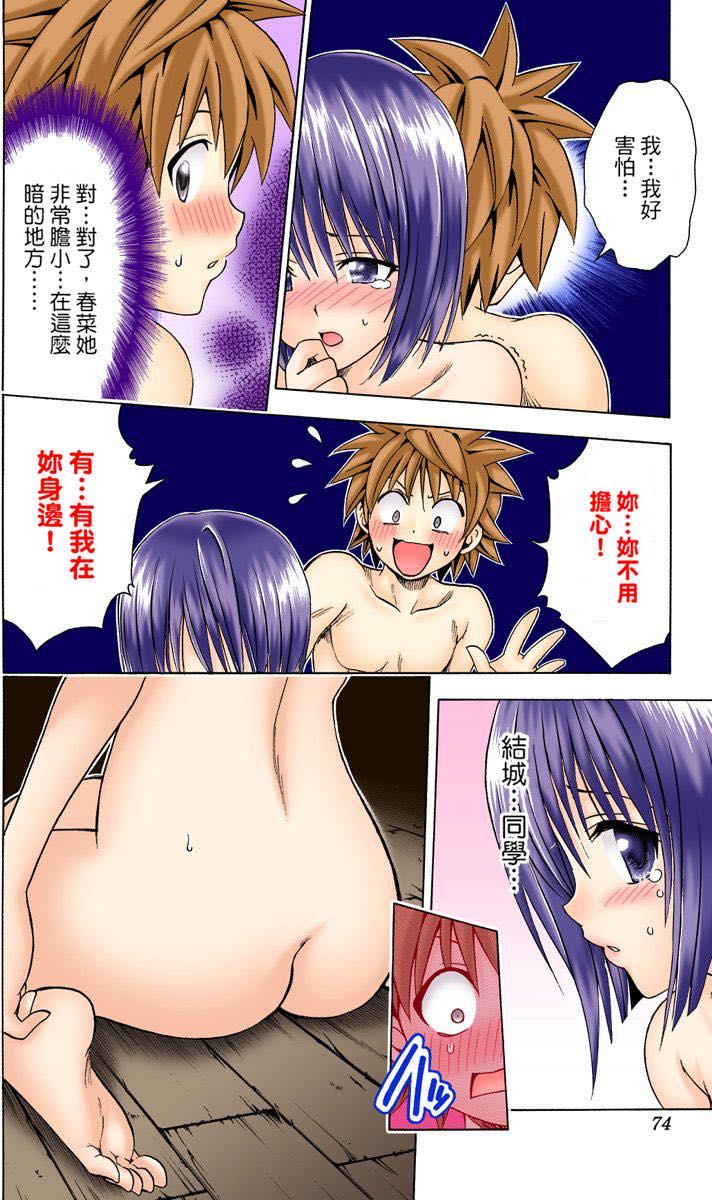 我…我好
害怕…
對…對了，春菜她
非常膽小…在這麼
暗的地方……
妳…妳不用
擔心！
有…有我在
妳身邊！
結城…同學…
74